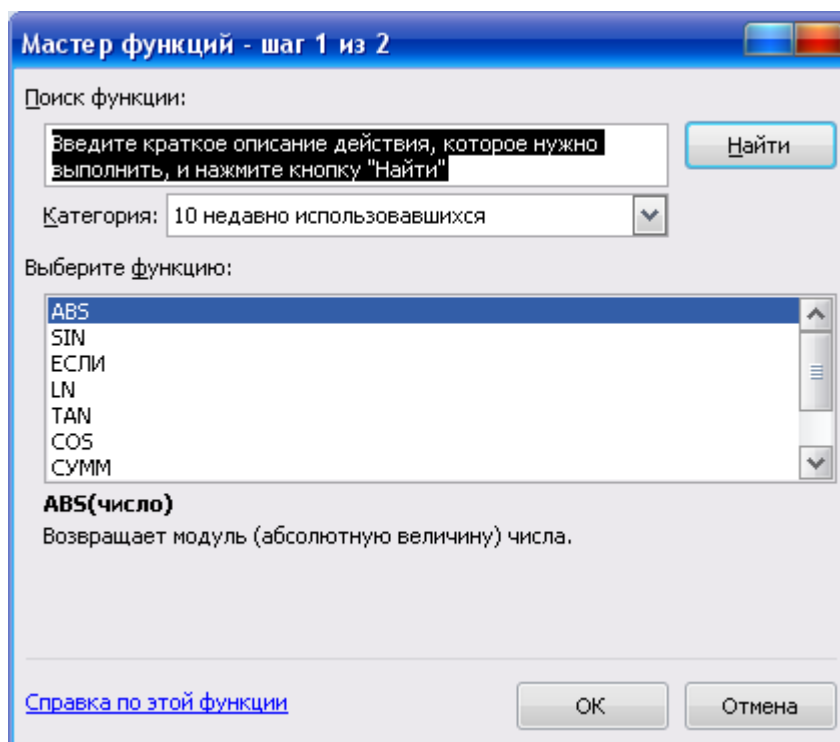 Мастер функций - шаг 1 из 2
Поиск функции:
Введите краткое описание действия, которое нужно
выполнить, и нажмите кнопку "Найти"
Найти
Категория: 10 недавно использовавшихся
Выберите функцию:
ABS
SIN
ЕСЛИ
LN
TAN
COS
СУММ
ABS(число)
Возвращает модуль (абсолютную величину) числа.
Справка по этой функции
ОК
Отмена